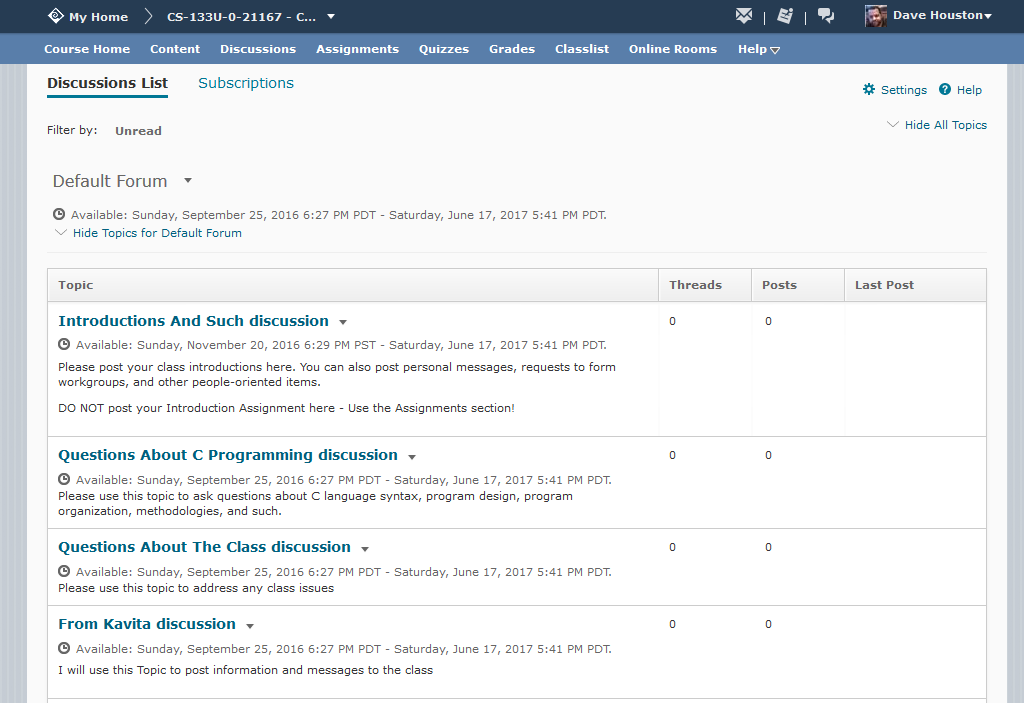 My Home CS-133U-0-21167 - C... Dave Houston
Course Home Content Discussions Assignments Quizzes Grades Classlist Online Rooms Help
Discussions List Subscriptions
Settings Help
Filter by: Unread
Hide All Topics
Default Forum
Available: Sunday, September 25, 2016 6:27 PM PDT - Saturday, June 17, 2017 5:41 PM PDT.
Hide Topics for Default Forum
Topic Threads Posts Last Post
Introductions And Such discussion 0 0
Available: Sunday, November 20, 2016 6:29 PM PST - Saturday, June 17, 2017 5:41 PM PDT.
Please post your class introductions here. You can also post personal messages, requests to form
workgroups, and other people-oriented items.
DO NOT post your Introduction Assignment here - Use the Assignments section!
Questions About C Programming discussion 0 0
Available: Sunday, September 25, 2016 6:27 PM PDT - Saturday, June 17, 2017 5:41 PM PDT.
Please use this topic to ask questions about C language syntax, program design, program
organization, methodologies, and such.
Questions About The Class discussion 0 0
Available: Sunday, September 25, 2016 6:27 PM PDT - Saturday, June 17, 2017 5:41 PM PDT.
Please use this topic to address any class issues
From Kavita discussion 0 0
Available: Sunday, September 25, 2016 6:27 PM PDT - Saturday, June 17, 2017 5:41 PM PDT.
I will use this Topic to post information and messages to the class